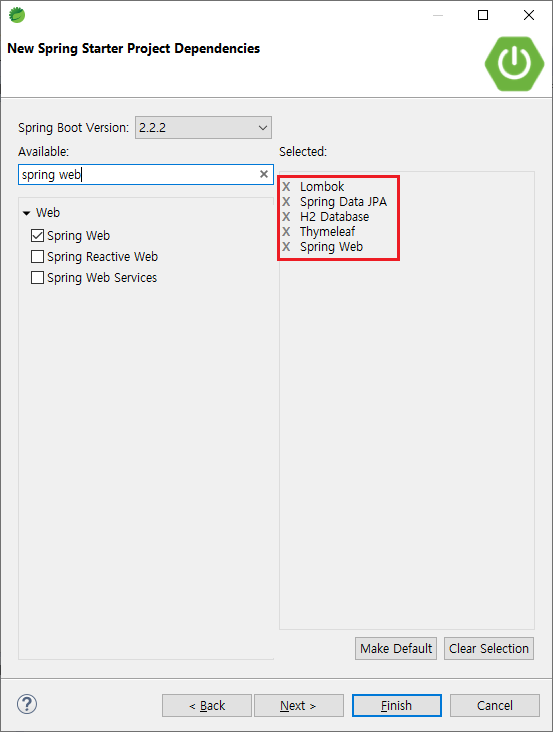 New Spring Starter Project Dependencies
Spring Boot Version: 2.2.2
Available:
spring web
Web
Spring Web
Spring Reactive Web
Spring Web Services
Selected:
X Lombok
X Spring Data JPA
X H2 Database
X Thymeleaf
X Spring Web
Make Default Clear Selection
? < Back Next > Finish Cancel